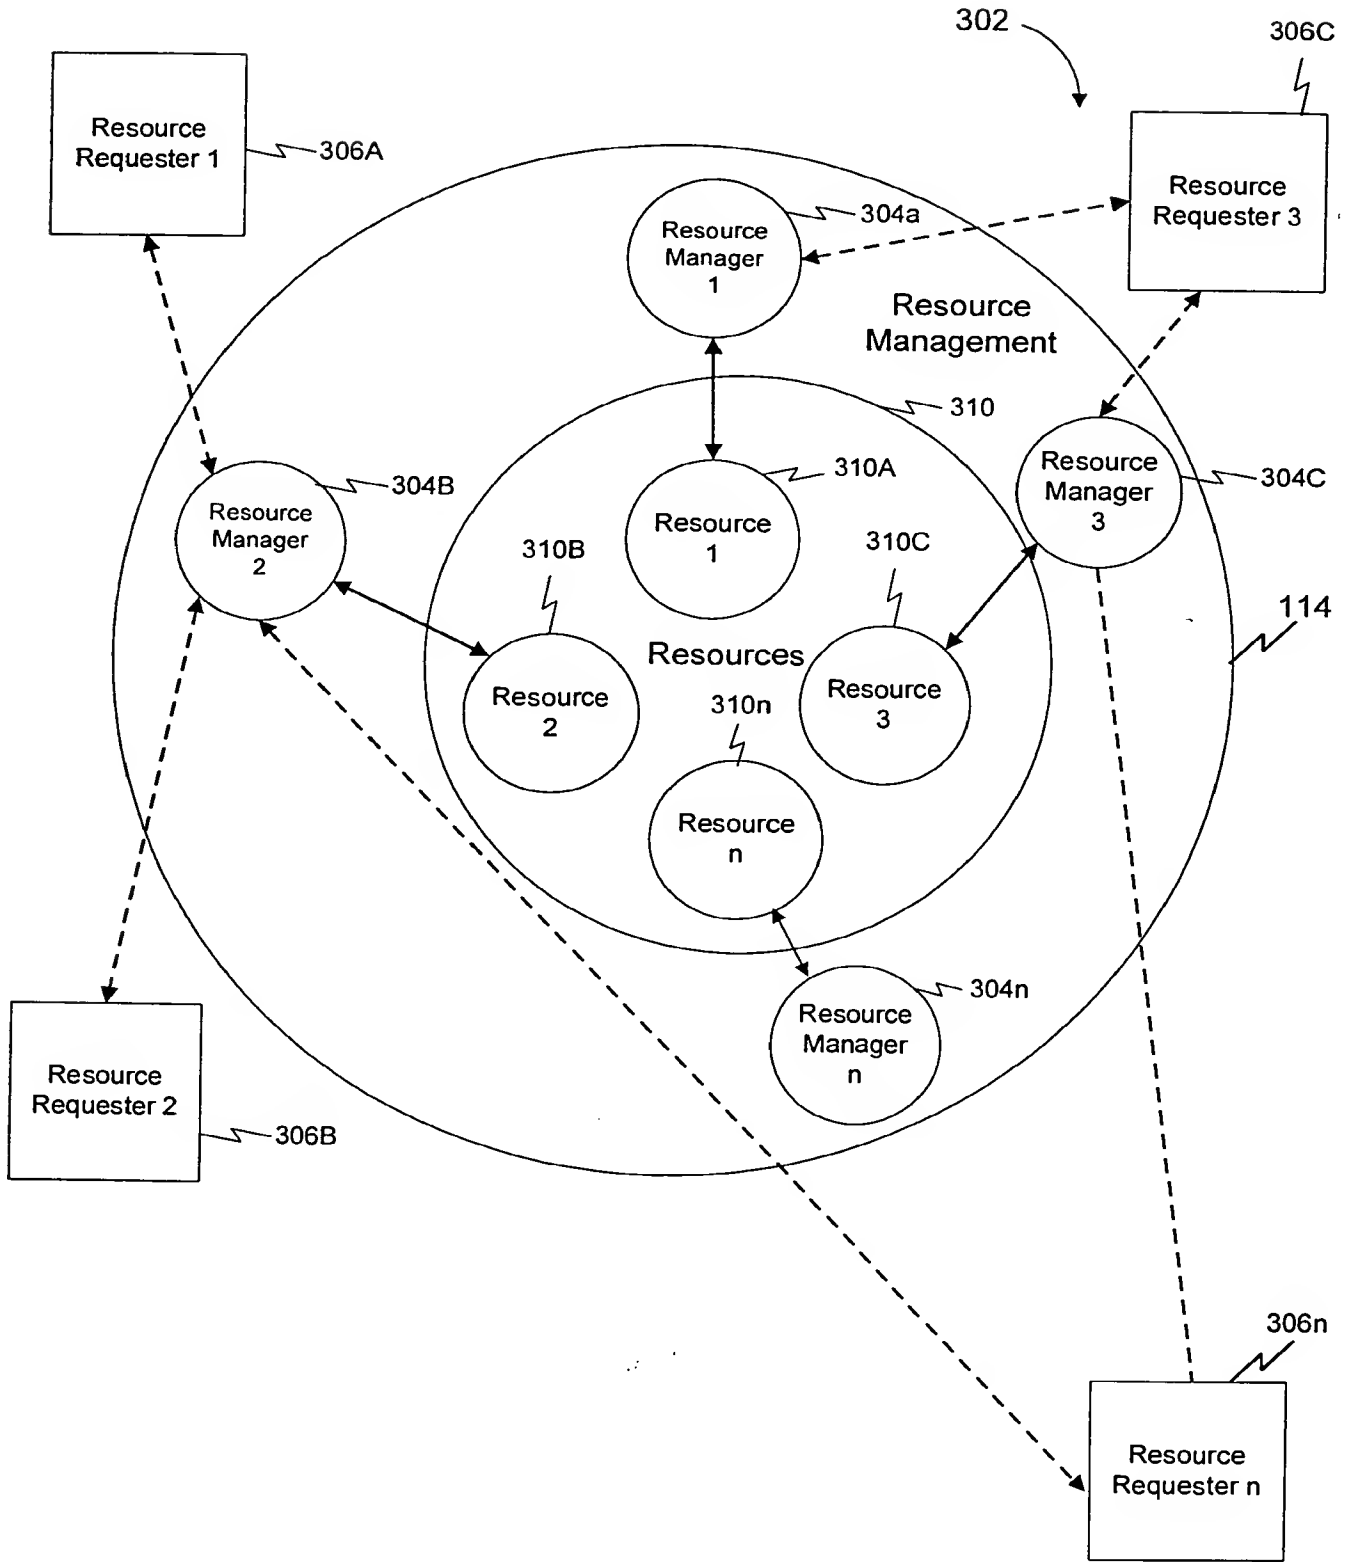 302
306C
Resource
Requester 1
306A
Resource
Requester 3
304a
Resource
Manager
1
Resource
Management
310
304B
Resource
Manager
2
310A
Resource
1
Resource
Manager
3
304C
310B
310C
114
Resources
Resource
2
Resource
3
310n
Resource
n
304n
Resource
Manager
n
Resource
Requester 2
306B
306n
Resource
Requester n